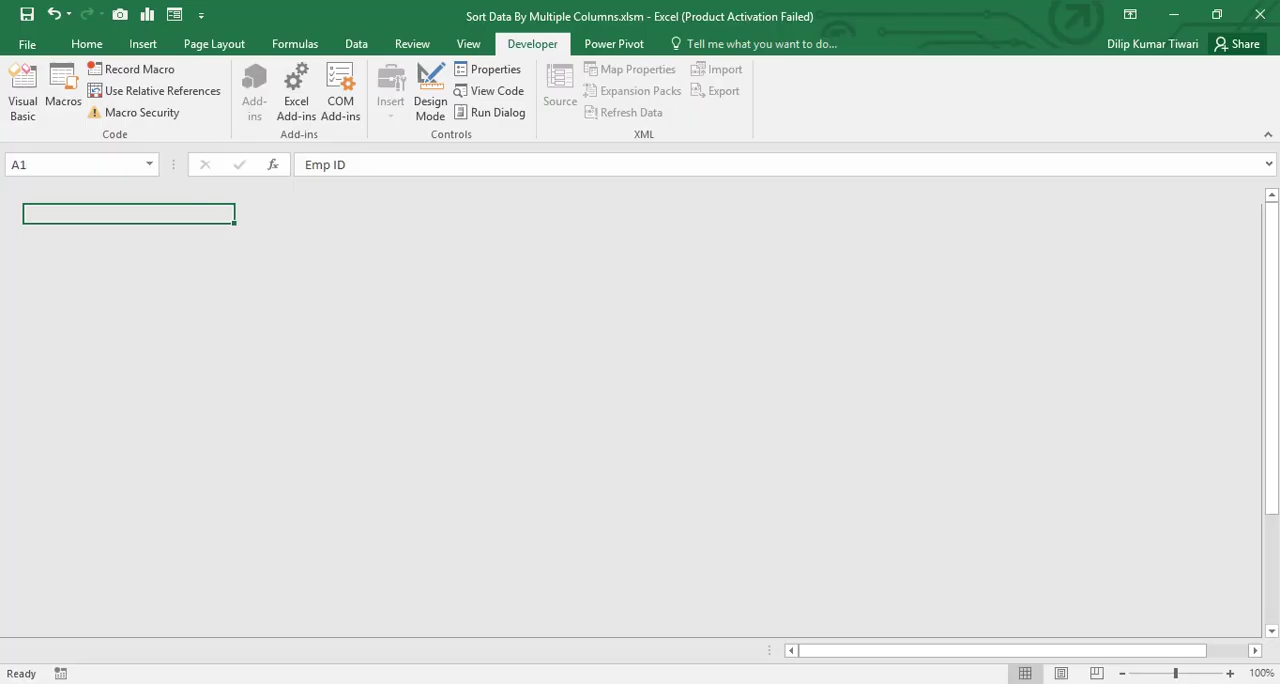 Sort Data By Multiple Columns.xlsm - Excel (Product Activation Failed)
File Home Insert Page Layout Formulas Data Review View Developer Power Pivot Tell me what you want to do... Dilip Kumar Tiwari Share
Visual Basic
Macros
Record Macro
Use Relative References
Macro Security
Code
Add-ins
Excel Add-ins
COM Add-ins
Add-ins
Insert
Design Mode
Properties
View Code
Run Dialog
Controls
Source
Map Properties
Expansion Packs
Refresh Data
Import
Export
XML
A1 fx Emp ID
Ready 100%